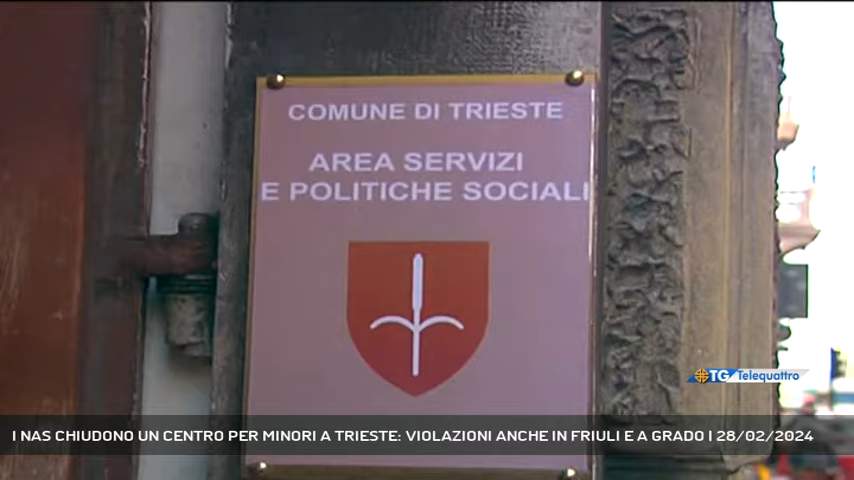 COMUNE DI TRIESTE
AREA SERVIZI
E POLITICHE SOCIALI
TG Telequattro
I NAS CHIUDONO UN CENTRO PER MINORI A TRIESTE: VIOLAZIONI ANCHE IN FRIULI E A GRADO | 28/02/2024